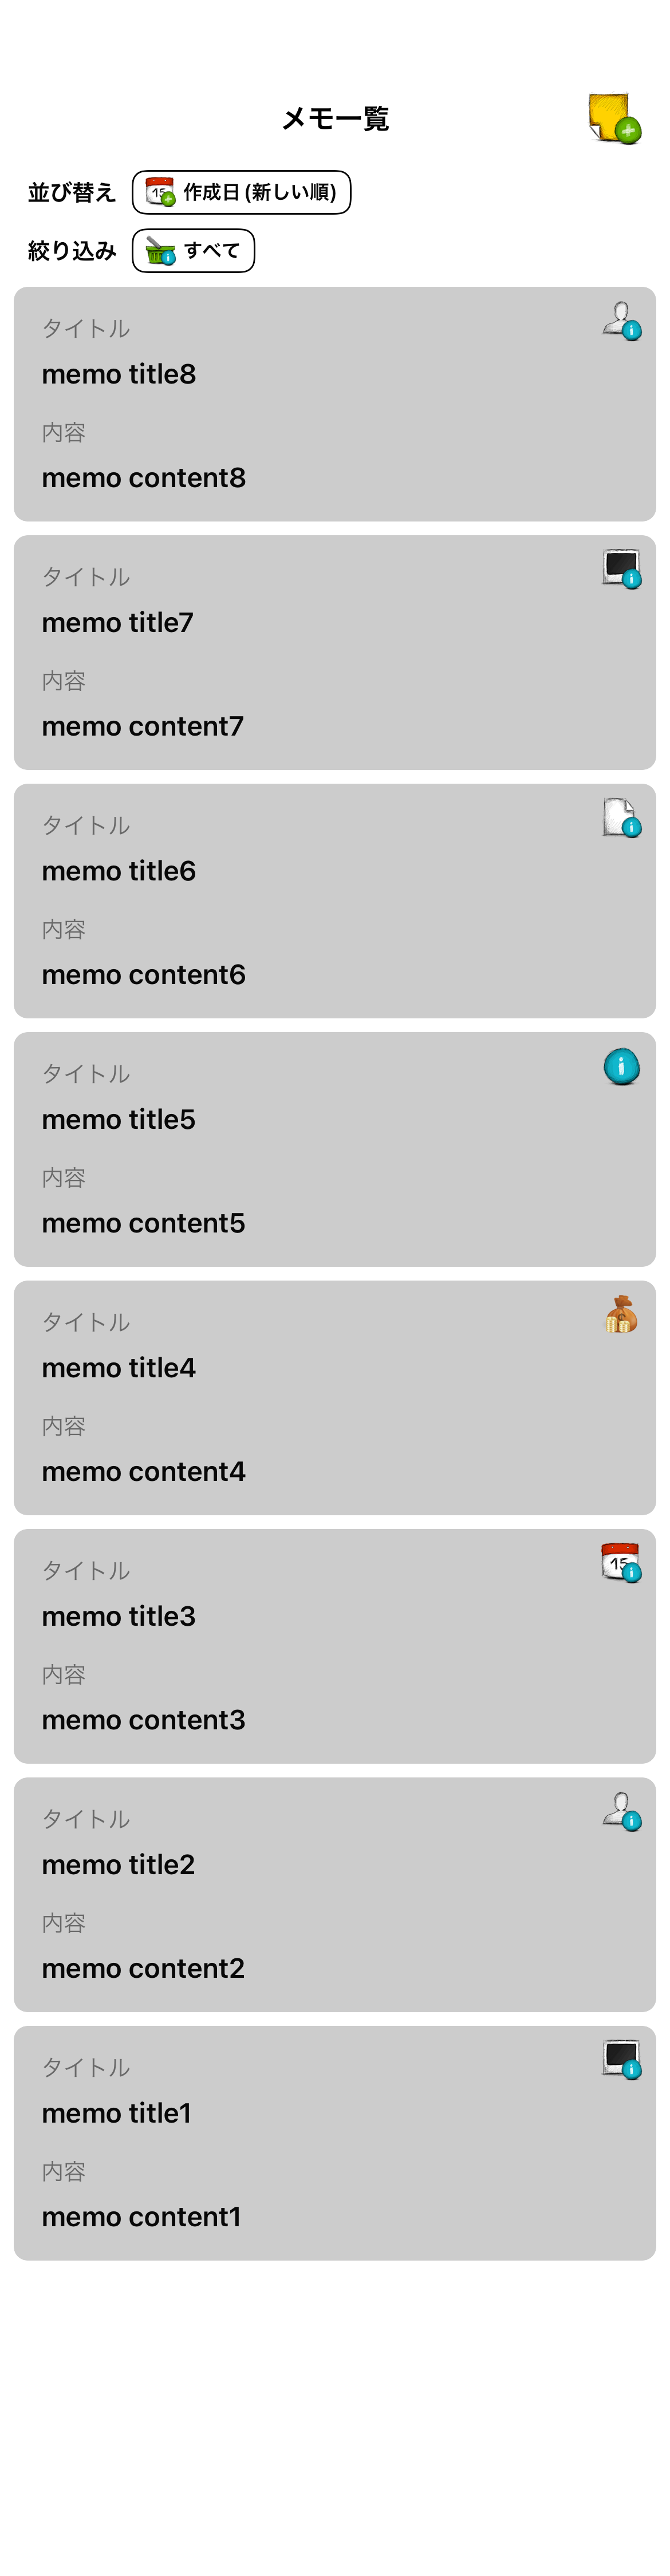 メモ一覧
並び替え 15 作成日 (新しい順)
絞り込み i すべて
タイトル i
memo title8
内容
memo content8
タイトル i
memo title7
内容
memo content7
タイトル i
memo title6
内容
memo content6
タイトル i
memo title5
内容
memo content5
タイトル
memo title4
内容
memo content4
タイトル 15 i
memo title3
内容
memo content3
タイトル i
memo title2
内容
memo content2
タイトル i
memo title1
内容
memo content1